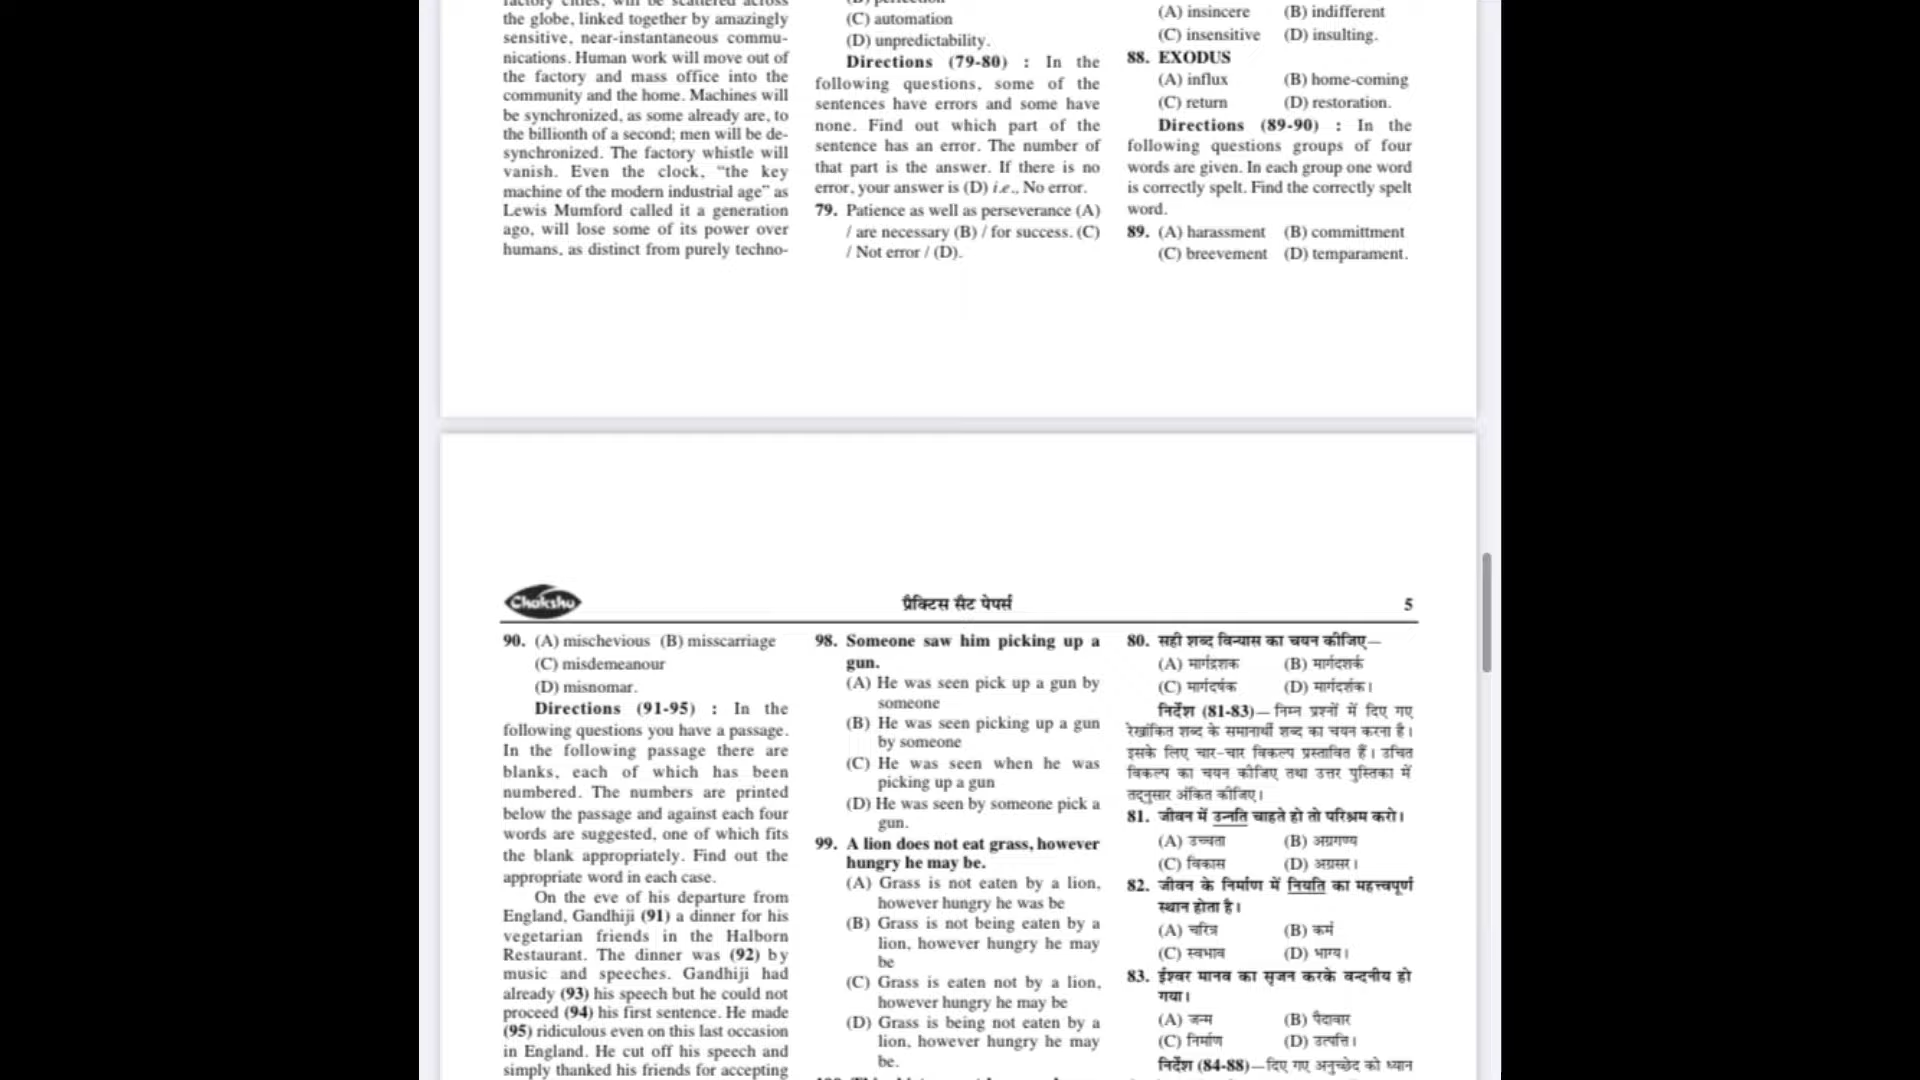 factory cities, will be scattered across
the globe, linked together by amazingly
sensitive, near-instantaneous commu-
nications. Human work will move out of
the factory and mass office into the
community and the home. Machines will
be synchronized, as some already are, to
the billionth of a second; men will be de-
synchronized. The factory whistle will
vanish. Even the clock, “the key
machine of the modern industrial age” as
Lewis Mumford called it a generation
ago, will lose some of its power over
humans, as distinct from purely techno-
(B) perfection
(C) automation
(D) unpredictability.
Directions (79-80) : In the
following questions, some of the
sentences have errors and some have
none. Find out which part of the
sentence has an error. The number of
that part is the answer. If there is no
error, your answer is (D) i.e., No error.
79. Patience as well as perseverance (A)
/ are necessary (B) / for success. (C)
/ Not error / (D).
(A) insincere (B) indifferent
(C) insensitive (D) insulting.
88. EXODUS
(A) influx (B) home-coming
(C) return (D) restoration.
Directions (89-90) : In the
following questions groups of four
words are given. In each group one word
is correctly spelt. Find the correctly spelt
word.
89. (A) harassment (B) committment
(C) breevement (D) temparament.
Chakshu
प्रैक्टिस सैट पेपर्स
5
90. (A) mischevious (B) misscarriage
(C) misdemeanour
(D) misnomar.
Directions (91-95) : In the
following questions you have a passage.
In the following passage there are
blanks, each of which has been
numbered. The numbers are printed
below the passage and against each four
words are suggested, one of which fits
the blank appropriately. Find out the
appropriate word in each case.
On the eve of his departure from
England, Gandhiji (91) a dinner for his
vegetarian friends in the Halborn
Restaurant. The dinner was (92) by
music and speeches. Gandhiji had
already (93) his speech but he could not
proceed (94) his first sentence. He made
(95) ridiculous even on this last occasion
in England. He cut off his speech and
simply thanked his friends for accepting
98. Someone saw him picking up a
gun.
(A) He was seen pick up a gun by
someone
(B) He was seen picking up a gun
by someone
(C) He was seen when he was
picking up a gun
(D) He was seen by someone pick a
gun.
99. A lion does not eat grass, however
hungry he may be.
(A) Grass is not eaten by a lion,
however hungry he was be
(B) Grass is not being eaten by a
lion, however hungry he may
be
(C) Grass is eaten not by a lion,
however hungry he may be
(D) Grass is being not eaten by a
lion, however hungry he may
be.
80. सही शब्द विन्यास का चयन कीजिए—
(A) मार्गद्रशक (B) मार्गदशर्क
(C) मार्गदर्षक (D) मार्गदर्शक।
निर्देश (81-83)— निम्न प्रश्नों में दिए गए
रेखांकित शब्द के समानार्थी शब्द का चयन करना है।
इसके लिए चार-चार विकल्प प्रस्तावित हैं। उचित
विकल्प का चयन कीजिए तथा उत्तर पुस्तिका में
तद्नुसार अंकित कीजिए।
81. जीवन में उन्नति चाहते हो तो परिश्रम करो।
(A) उच्चता (B) अग्रगण्य
(C) विकास (D) अग्रसर।
82. जीवन के निर्माण में नियति का महत्त्वपूर्ण
स्थान होता है।
(A) चरित्र (B) कर्म
(C) स्वभाव (D) भाग्य।
83. ईश्वर मानव का सृजन करके वन्दनीय हो
गया।
(A) जन्म (B) पैदावार
(C) निर्माण (D) उत्पत्ति।
निर्देश (84-88)—दिए गए अनुच्छेद को ध्यान